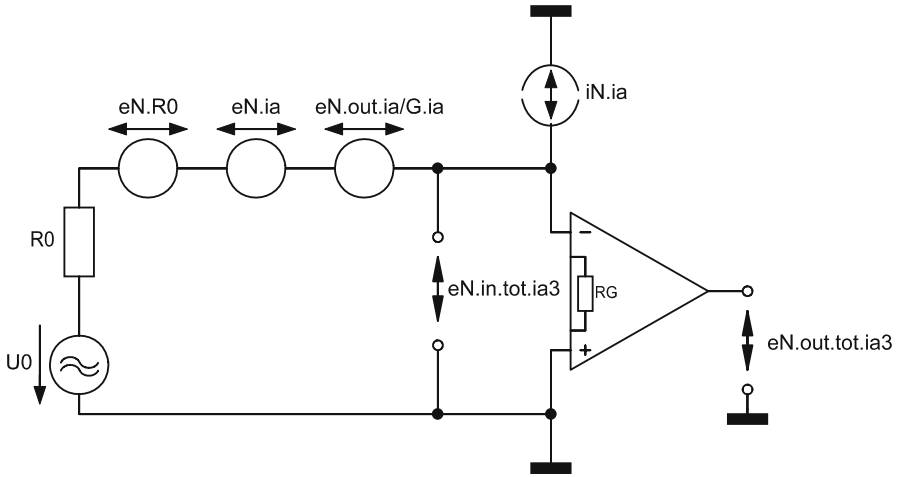 eN.R0
eN.ia
eN.out.ia/G.ia
iN.ia
R0
−
eN.in.tot.ia3
RG
+
U0
eN.out.tot.ia3